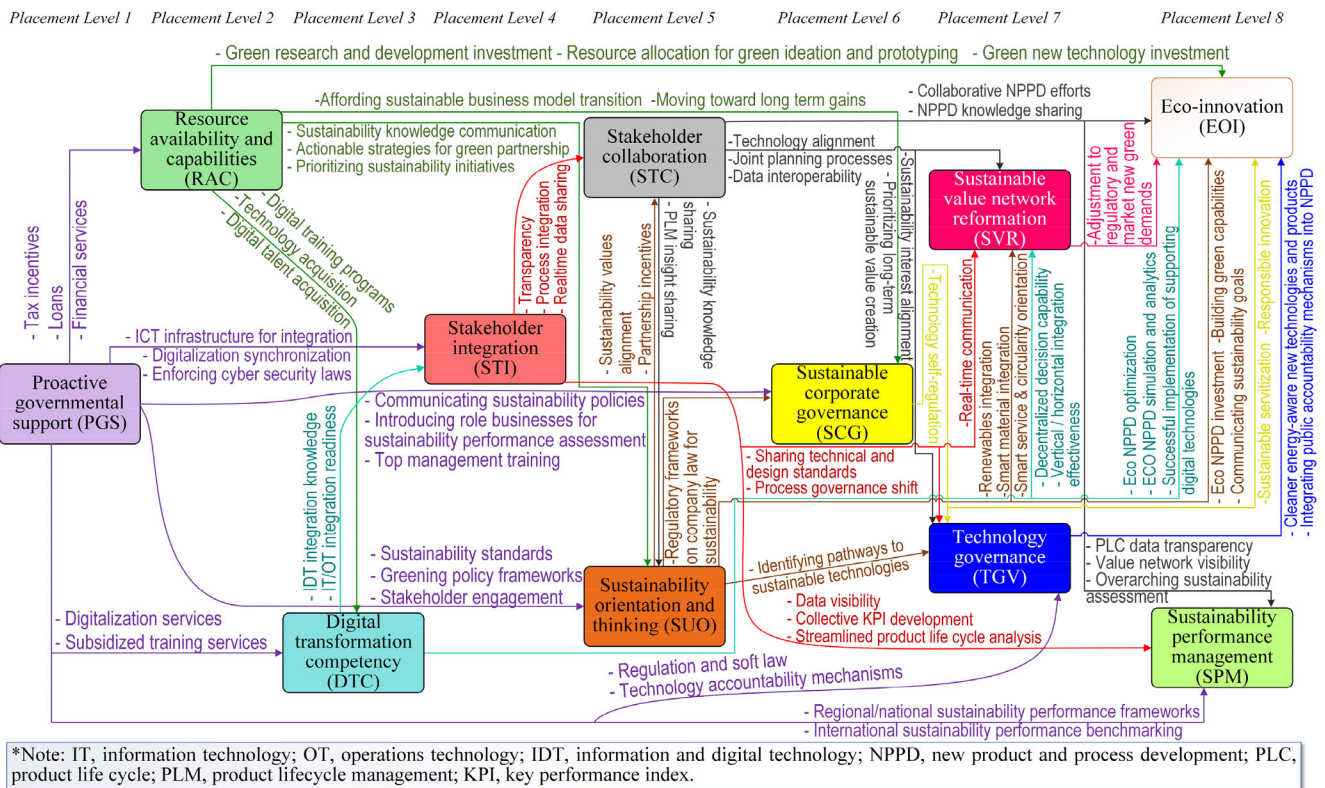 Placement Level 1 Placement Level 2 Placement Level 3 Placement Level 4 Placement Level 5 Placement Level 6 Placement Level 7 Placement Level 8
- Green research and development investment - Resource allocation for green ideation and prototyping - Green new technology investment
-Affording sustainable business model transition -Moving toward long term gains
- Collaborative NPPD efforts
- NPPD knowledge sharing
Eco-innovation
(EOI)
Resource
availability and
capabilities
(RAC)
- Sustainability knowledge communication
- Actionable strategies for green partnership
- Prioritizing sustainability initiatives
Stakeholder
collaboration
(STC)
-Technology alignment
-Joint planning processes
-Data interoperability
-Sustainability interest alignment
- Prioritizing long-term
sustainable value creation
Sustainable
value network
reformation
(SVR)
-Adjustment to
regulatory and
market new green
demands
- Tax incentives
- Loans
- Financial services
- Digital training programs
-Technology acquisition
- Digital talent acquisition
- Transparency
- Process integration
- Realtime data sharing
- Sustainability values
alignment
- Partnership incentives
- PLM insight sharing
- Sustainability knowledge
sharing
- ICT infrastructure for integration
- Digitalization synchronization
- Enforcing cyber security laws
Stakeholder
integration
(STI)
Proactive
governmental
support (PGS)
- Communicating sustainability policies
- Introducing role businesses for
sustainability performance assessment
- Top management training
Sustainable
corporate
governance
(SCG)
-Technology self-regulation
-Real-time communication
-Renewables integration
-Smart material integration
-Smart service & circularity orientation
- Decentralized decision capability
- Vertical / horizontal integration
effectiveness
- Eco NPPD optimization
- ECO NPPD simulation and analytics
- Successful implementation of supporting
digital technologies
- Eco NPPD investment -Building green capabilities
- Communicating sustainability goals
-Sustainable servitization -Responsible innovation
- Cleaner energy-aware new technologies and products
- Integrating public accountability mechanisms into NPPD
- Sharing technical and
design standards
- Process governance shift
- IDT integration knowledge
- IT/OT integration readiness
-Regulatory frameworks
on company law for
sustainability
- Sustainability standards
- Greening policy frameworks
- Stakeholder engagement
Sustainability
orientation and
thinking (SUO)
- Identifying pathways to
sustainable technologies
Technology
governance
(TGV)
- PLC data transparency
- Value network visibility
- Overarching sustainability
assessment
- Digitalization services
- Subsidized training services
Digital
transformation
competency
(DTC)
- Data visibility
- Collective KPI development
- Streamlined product life cycle analysis
Sustainability
performance
management
(SPM)
- Regulation and soft law
- Technology accountability mechanisms
- Regional/national sustainability performance frameworks
- International sustainability performance benchmarking
*Note: IT, information technology; OT, operations technology; IDT, information and digital technology; NPPD, new product and process development; PLC,
product life cycle; PLM, product lifecycle management; KPI, key performance index.